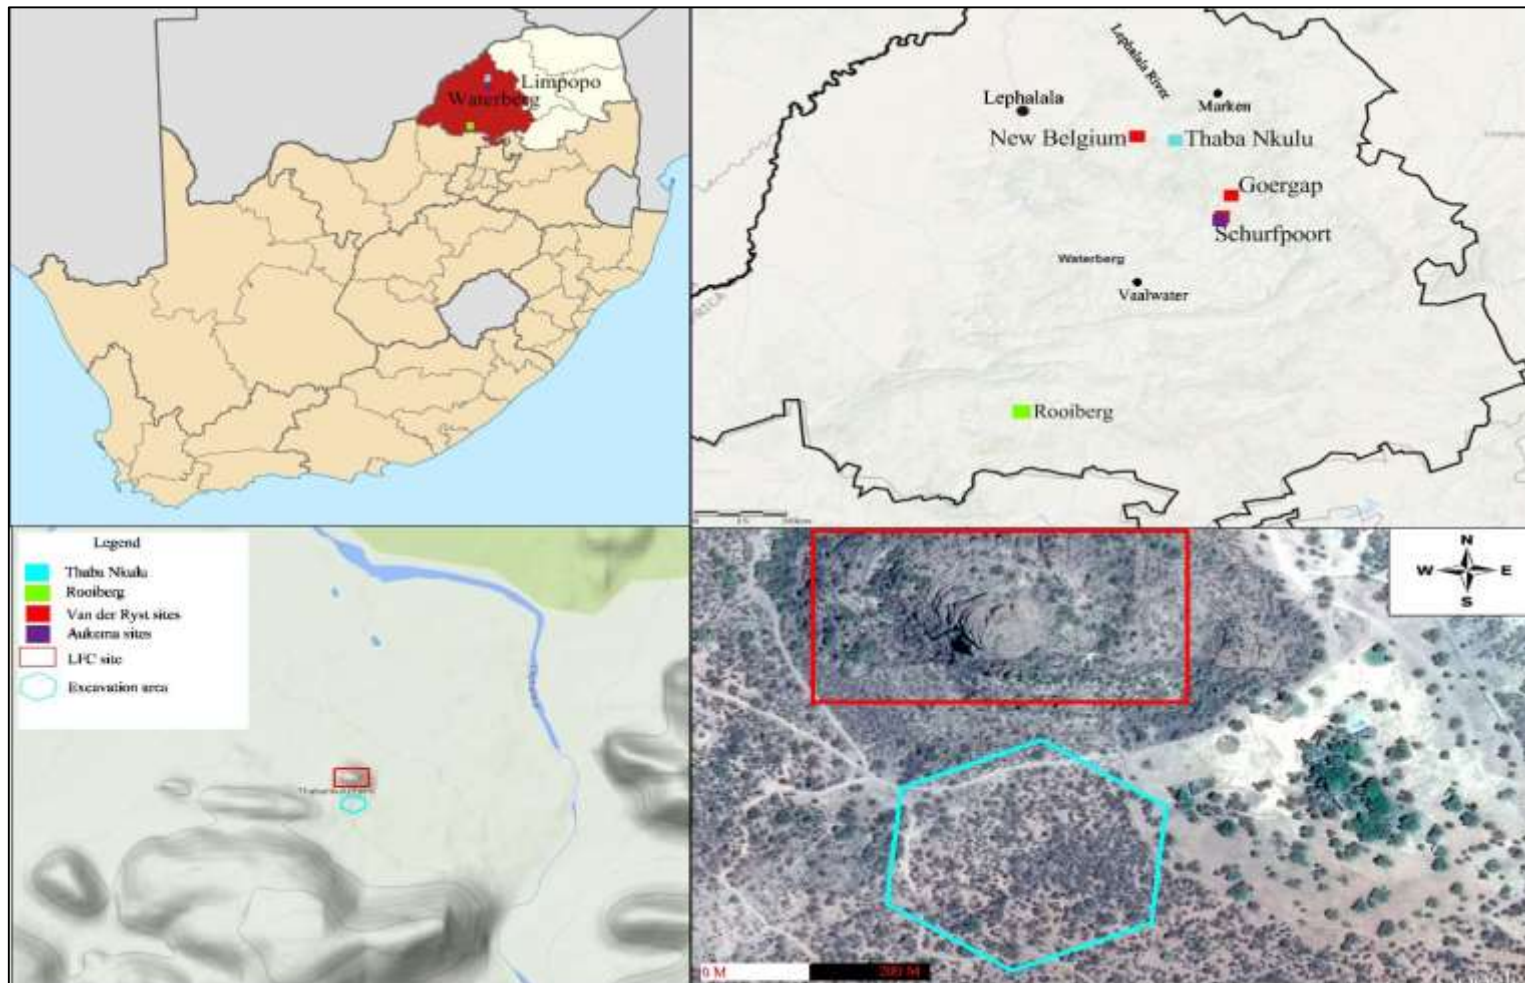 Limpopo
Waterberg
Lephalala River
Lephalala
Marken
New Belgium
Thaba Nkulu
Goergap
Schurfpoort
Waterberg
Vaalwater
Rooiberg
Legend
Thaba Nkulu
Rooiberg
Van der Ryst sites
Aukema sites
LFC site
Excavation area
N
W E
S
0 M 200 M